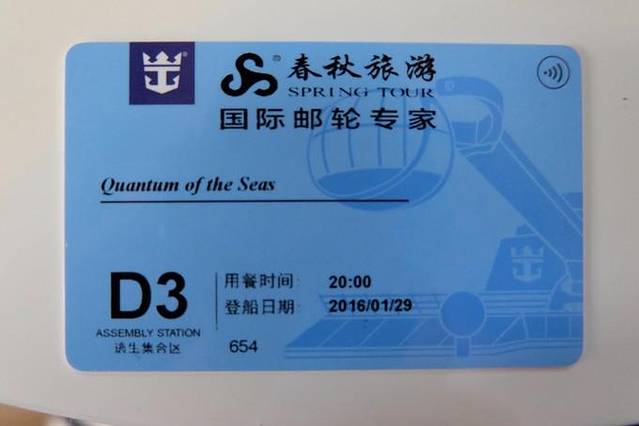 春秋旅游
SPRING TOUR
国际邮轮专家
Quantum of the Seas
D3
用餐时间: 20:00
登船日期: 2016/01/29
ASSEMBLY STATION
逃生集合区
654